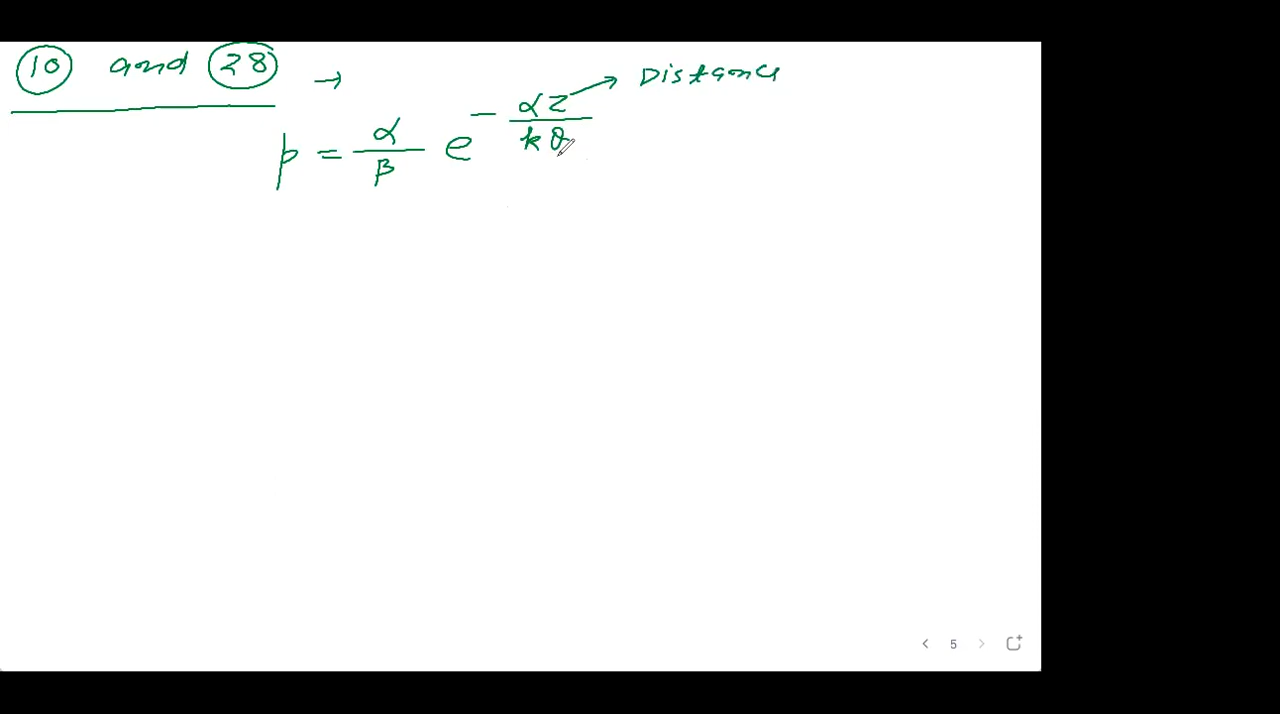 10 and 28 →
p = α/β e^(- αZ/kθ) → Distance
< 5 >